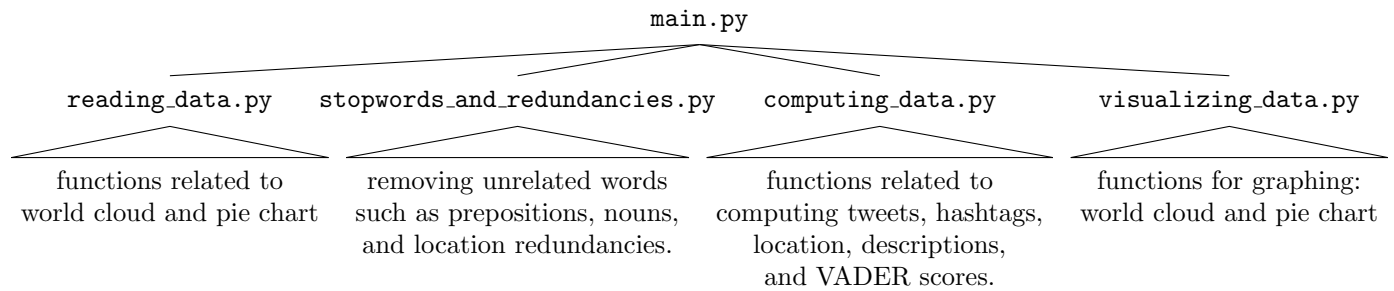 main.py
reading_data.py stopwords_and_redundancies.py computing_data.py visualizing_data.py
functions related to
world cloud and pie chart
removing unrelated words
such as prepositions, nouns,
and location redundancies.
functions related to
computing tweets, hashtags,
location, descriptions,
and VADER scores.
functions for graphing:
world cloud and pie chart